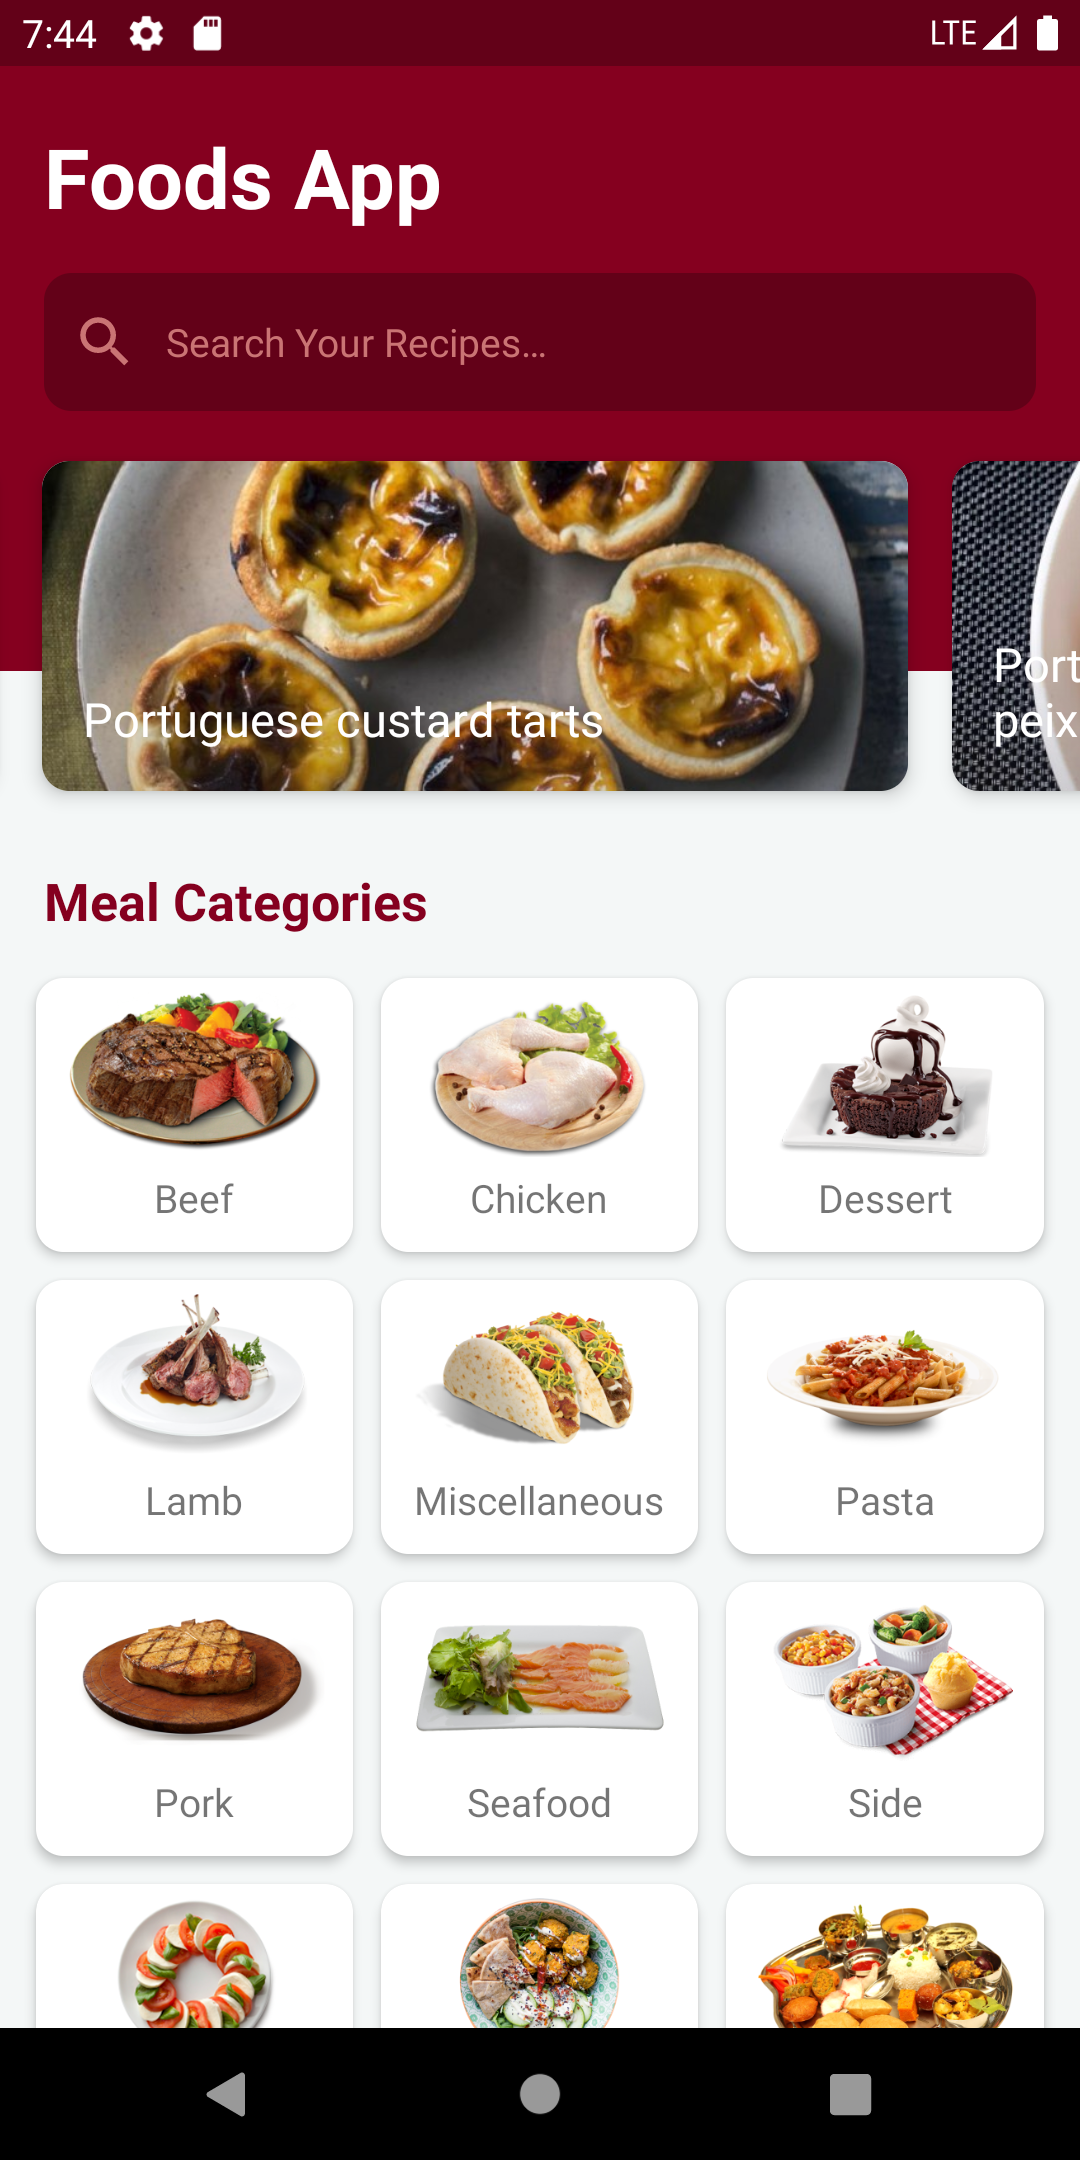 7:44
LTE
Foods App
Search Your Recipes...
Portuguese custard tarts
Port
peix
Meal Categories
Beef
Chicken
Dessert
Lamb
Miscellaneous
Pasta
Pork
Seafood
Side